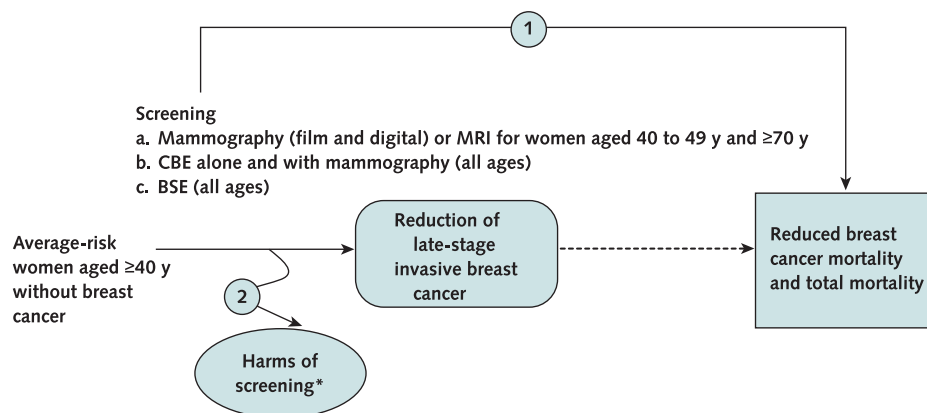 1
Screening
a. Mammography (film and digital) or MRI for women aged 40 to 49 y and ≥70 y
b. CBE alone and with mammography (all ages)
c. BSE (all ages)
Average-risk
women aged ≥40 y
without breast
cancer
Reduction of
late-stage
invasive breast
cancer
Reduced breast
cancer mortality
and total mortality
2
Harms of
screening*